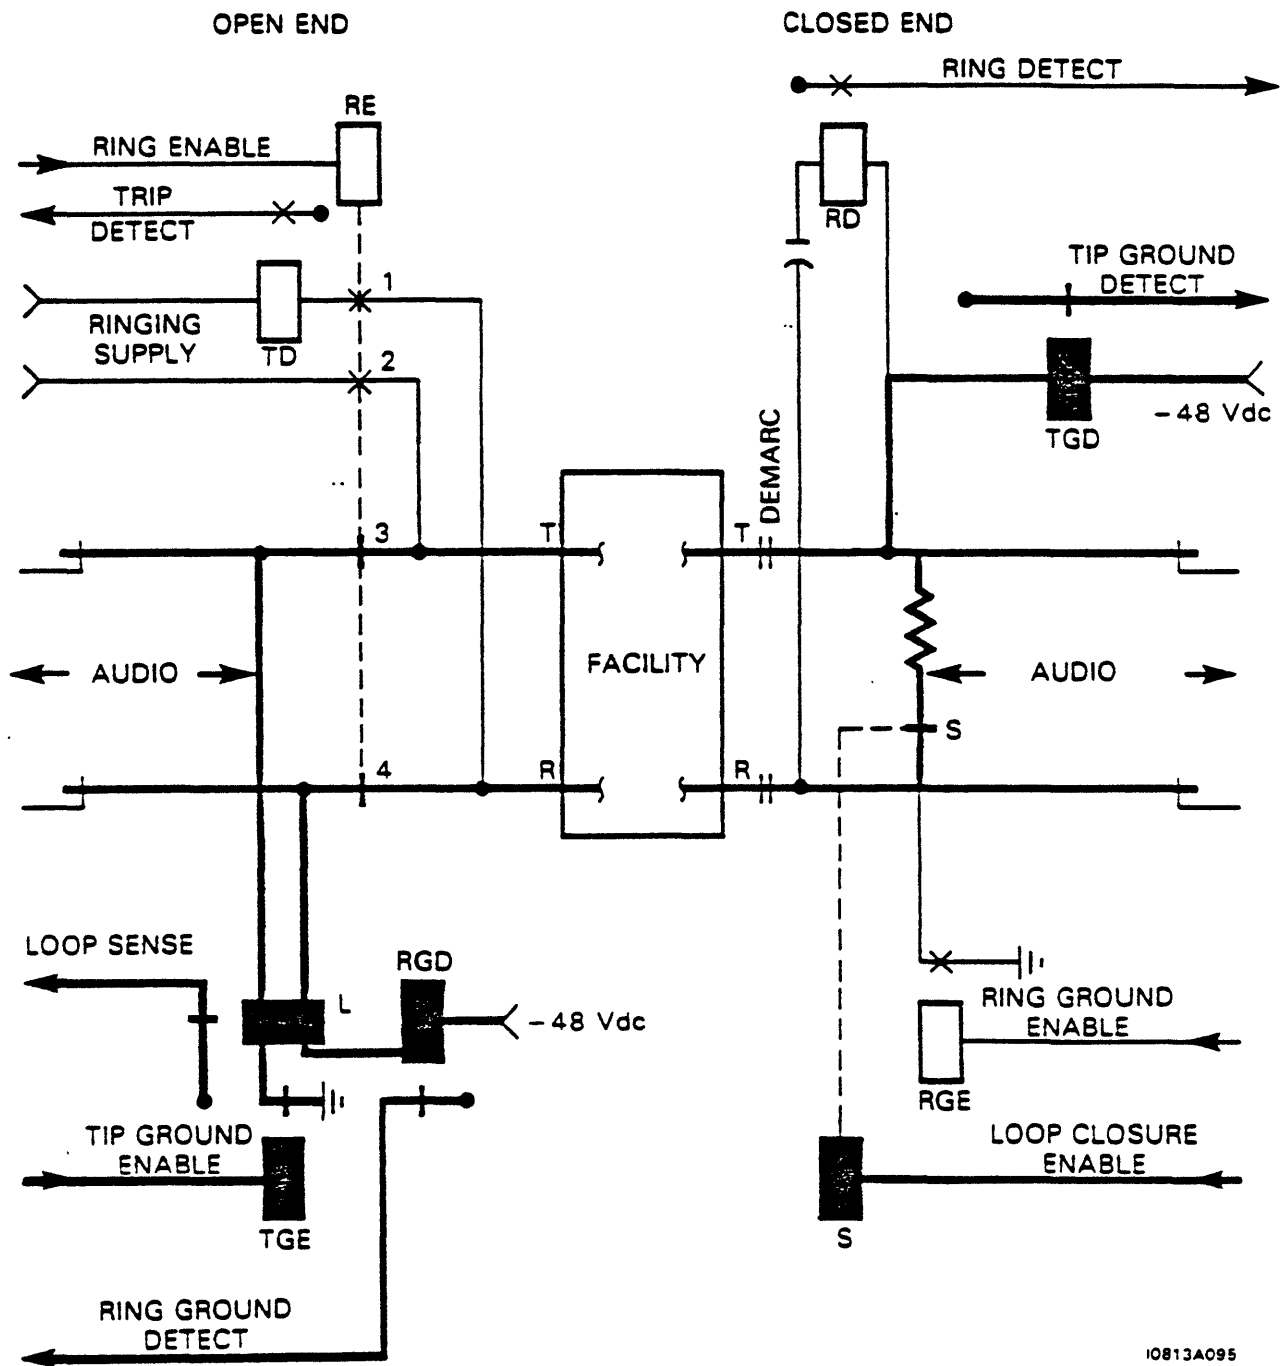 OPEN END
CLOSED END
RING DETECT
RE
RING ENABLE
TRIP
DETECT
RD
TIP GROUND
DETECT
1
RINGING
SUPPLY
TD
2
-48 Vdc
TGD
DEMARC
3
T
T
AUDIO
FACILITY
AUDIO
S
4
R
R
LOOP SENSE
RGD
L
-48 Vdc
RING GROUND
ENABLE
RGE
TIP GROUND
ENABLE
LOOP CLOSURE
ENABLE
TGE
S
RING GROUND
DETECT
I0813A095